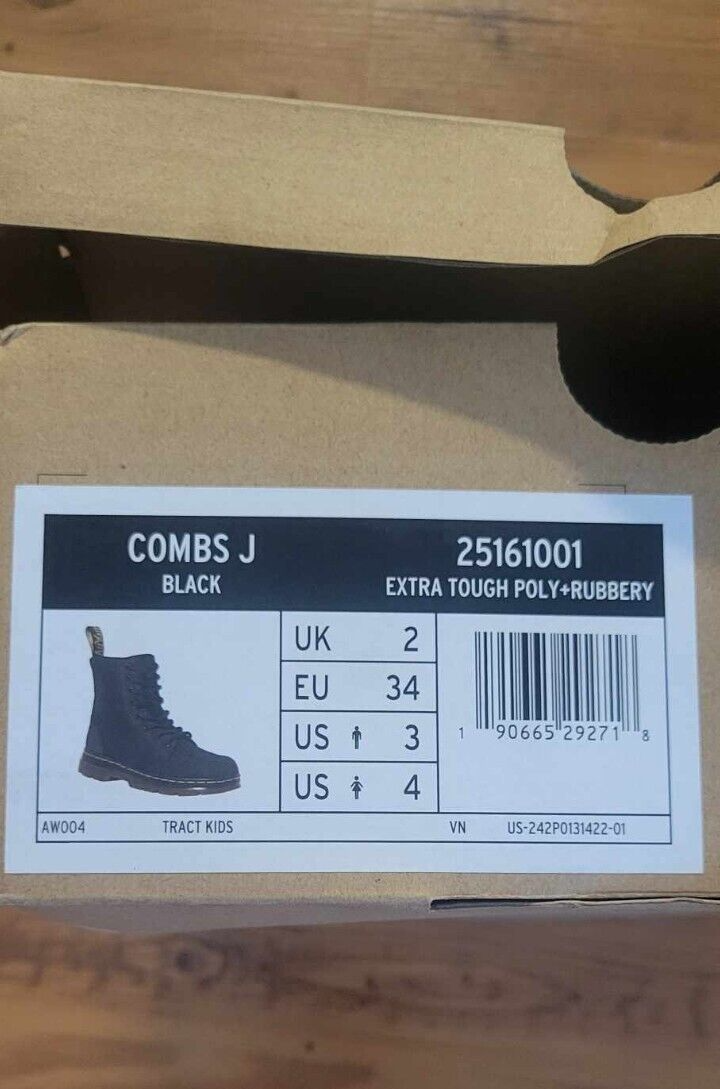 COMBS J
BLACK
25161001
EXTRA TOUGH POLY+RUBBERY
UK 2
EU 34
US 3
US 4
1 90665 29271 8
AW004 TRACT KIDS VN US-242P0131422-01